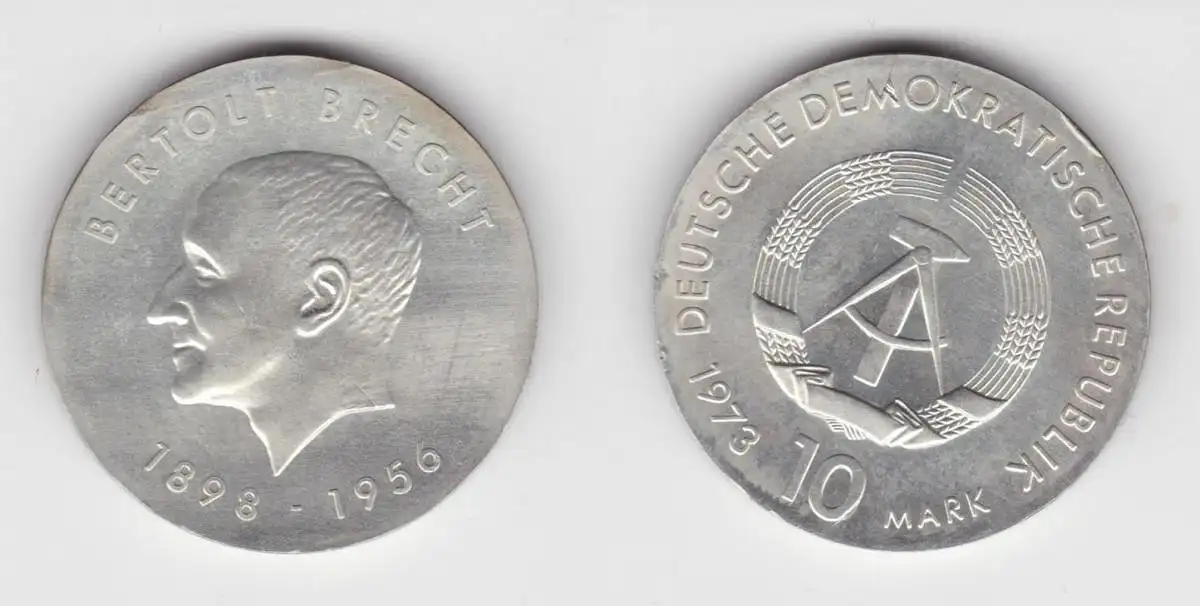 BERTOLT BRECHT
1898 - 1956
DEUTSCHE DEMOKRATISCHE REPUBLIK
1973
10 MARK